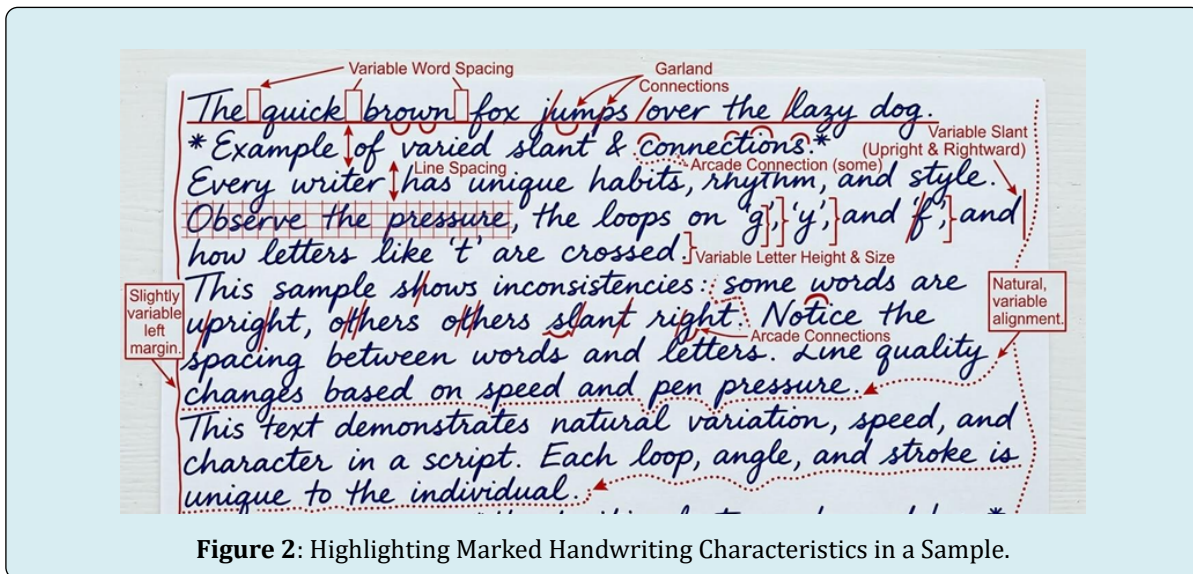 Variable Word Spacing
Garland
Connections
The quick brown fox jumps over the lazy dog.
*Example of varied slant & connections.*
Variable Slant
(Upright & Rightward)
Line Spacing
Arcade Connection (some)
Every writer has unique habits, rhythm, and style.
Observe the pressure, the loops on 'g', 'y', and 'f', and
how letters like 't' are crossed.
Variable Letter Height & Size
This sample shows inconsistencies: some words are
Slightly
variable
left
margin.
Natural,
variable
alignment.
upright, others others slant right. Notice the
Arcade Connections
spacing between words and letters. Line quality
changes based on speed and pen pressure.
This text demonstrates natural variation, speed, and
character in a script. Each loop, angle, and stroke is
unique to the individual.
Figure 2: Highlighting Marked Handwriting Characteristics in a Sample.